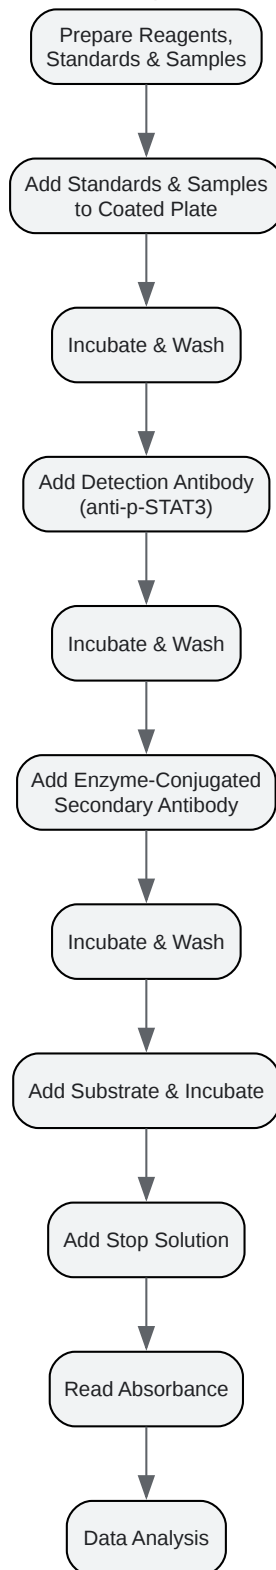 Prepare Reagents,
Standards & Samples
Add Standards & Samples
to Coated Plate
Incubate & Wash
Add Detection Antibody
(anti-p-STAT3)
Incubate & Wash
Add Enzyme-Conjugated
Secondary Antibody
Incubate & Wash
Add Substrate & Incubate
Add Stop Solution
Read Absorbance
Data Analysis